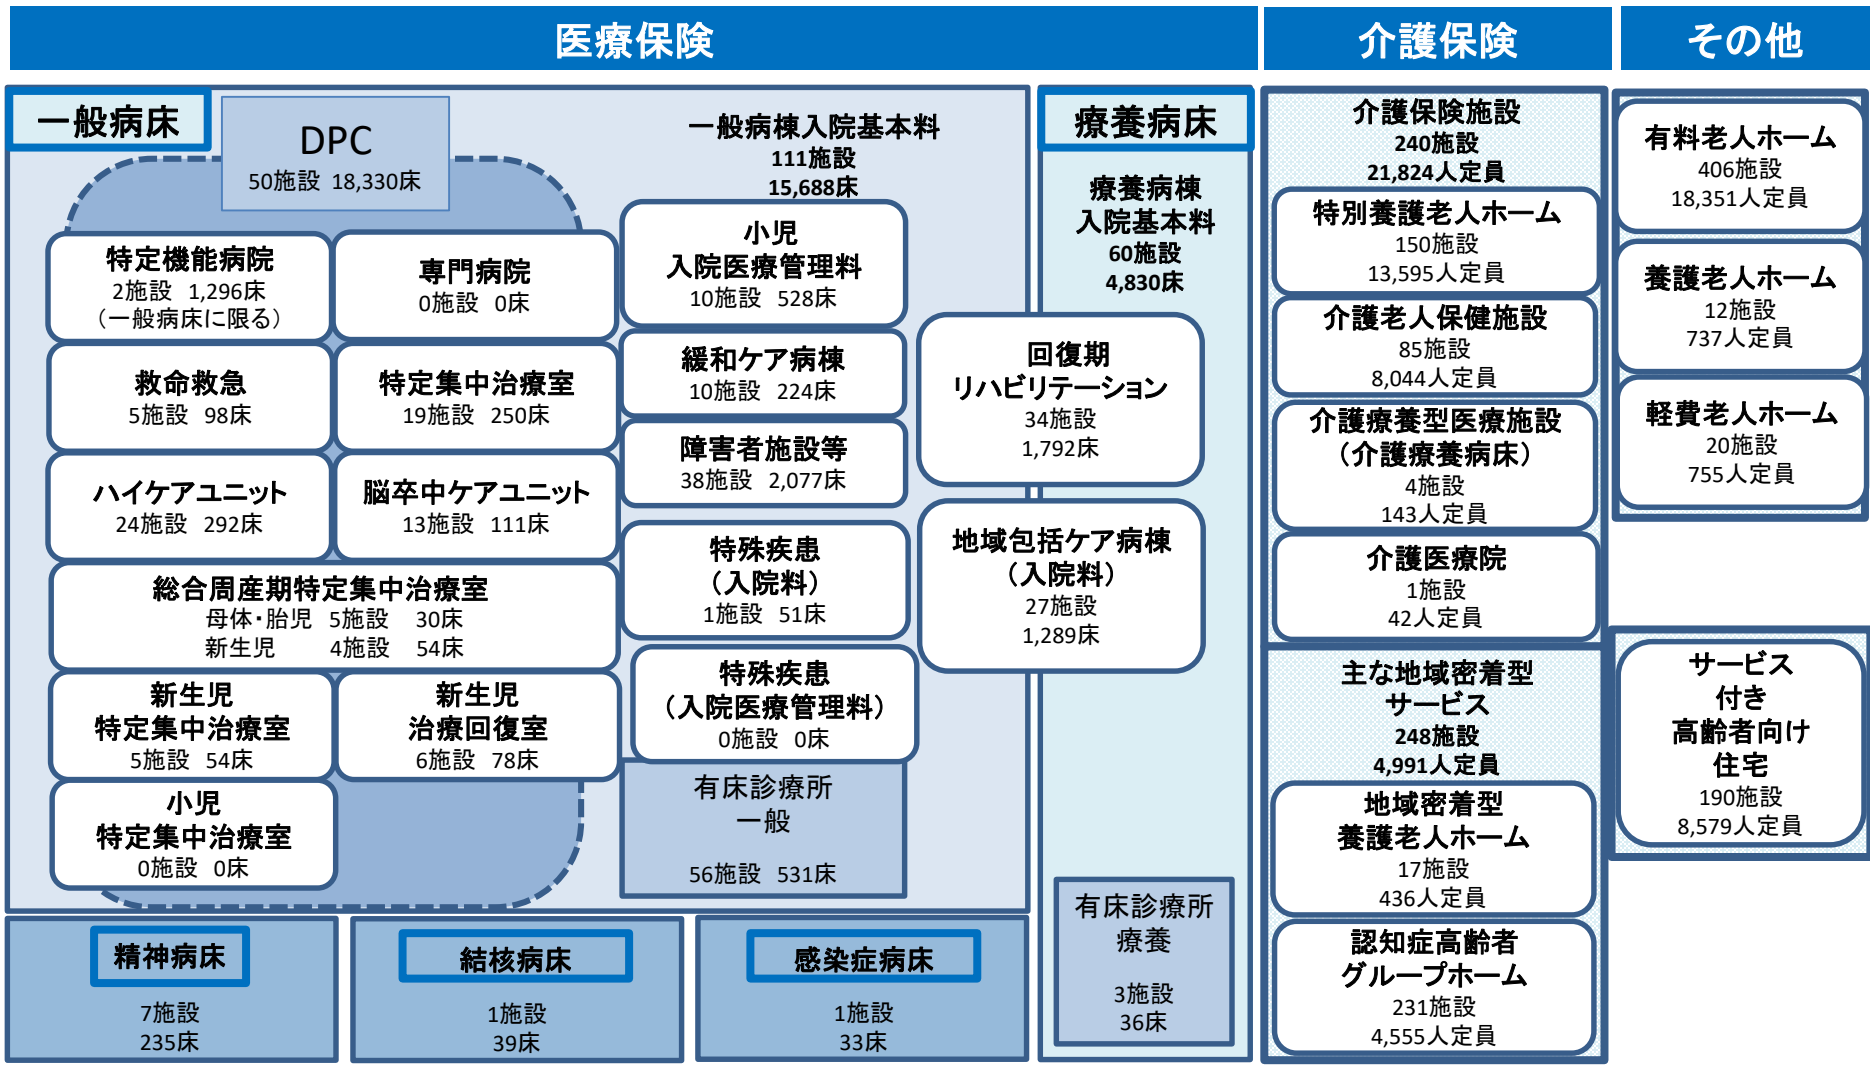 医療保険
介護保険
その他
一般病床
DPC
50施設 18,330床
一般病棟入院基本料
111施設
15,688床
特定機能病院
2施設 1,296床
（一般病床に限る）
専門病院
0施設 0床
救命救急
5施設 98床
特定集中治療室
19施設 250床
ハイケアユニット
24施設 292床
脳卒中ケアユニット
13施設 111床
総合周産期特定集中治療室
母体・胎児 5施設 30床
新生児 4施設 54床
新生児
特定集中治療室
5施設 54床
新生児
治療回復室
6施設 78床
小児
特定集中治療室
0施設 0床
小児
入院医療管理料
10施設 528床
緩和ケア病棟
10施設 224床
障害者施設等
38施設 2,077床
特殊疾患
（入院料）
1施設 51床
特殊疾患
（入院医療管理料）
0施設 0床
有床診療所
一般
56施設 531床
回復期
リハビリテーション
34施設
1,792床
地域包括ケア病棟
（入院料）
27施設
1,289床
療養病床
療養病棟
入院基本料
60施設
4,830床
有床診療所
療養
3施設
36床
精神病床
7施設
235床
結核病床
1施設
39床
感染症病床
1施設
33床
介護保険施設
240施設
21,824人定員
特別養護老人ホーム
150施設
13,595人定員
介護老人保健施設
85施設
8,044人定員
介護療養型医療施設
（介護療養病床）
4施設
143人定員
介護医療院
1施設
42人定員
主な地域密着型
サービス
248施設
4,991人定員
地域密着型
養護老人ホーム
17施設
436人定員
認知症高齢者
グループホーム
231施設
4,555人定員
有料老人ホーム
406施設
18,351人定員
養護老人ホーム
12施設
737人定員
軽費老人ホーム
20施設
755人定員
サービス
付き
高齢者向け
住宅
190施設
8,579人定員